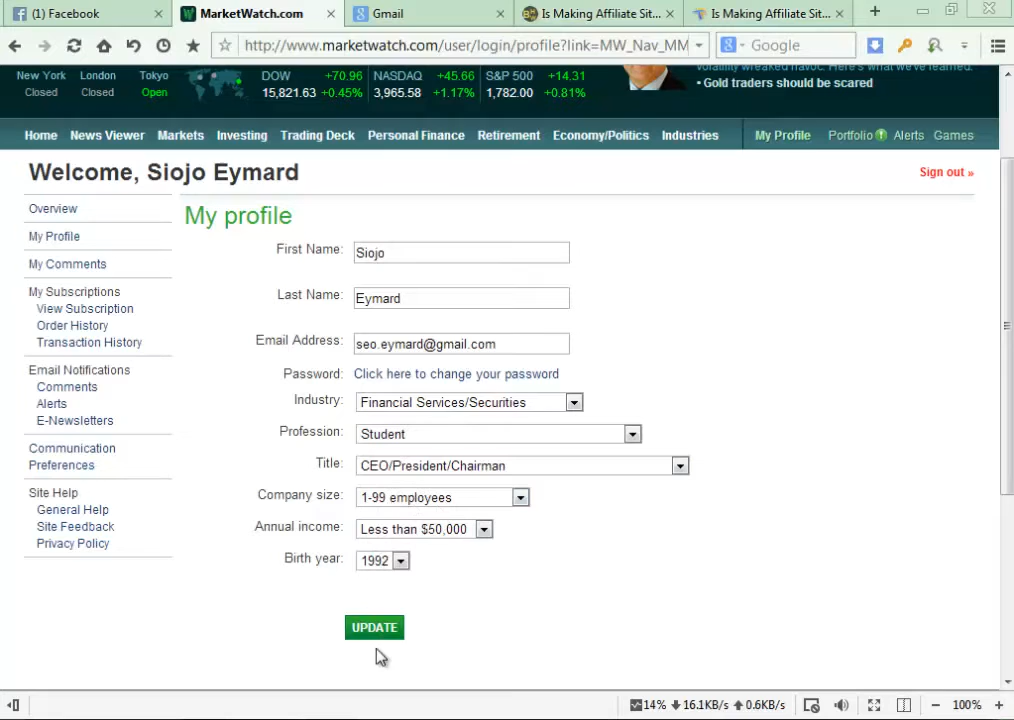 (1) Facebook
MarketWatch.com
Gmail
Is Making Affiliate Sit...
Is Making Affiliate Sit...
http://www.marketwatch.com/user/login/profile?link=MW_Nav_MM
Google
New York
Closed
London
Closed
Tokyo
Open
DOW +70.96
15,821.63 +0.45%
NASDAQ +45.66
3,965.58 +1.17%
S&P 500 +14.31
1,782.00 +0.81%
volatility wreaked havoc. Here's what we've learned.
• Gold traders should be scared
Home News Viewer Markets Investing Trading Deck Personal Finance Retirement Economy/Politics Industries My Profile Portfolio Alerts Games
Welcome, Siojo Eymard
Sign out »
Overview
My Profile
My Comments
My Subscriptions
View Subscription
Order History
Transaction History
Email Notifications
Comments
Alerts
E-Newsletters
Communication
Preferences
Site Help
General Help
Site Feedback
Privacy Policy
My profile
First Name: Siojo
Last Name: Eymard
Email Address: seo.eymard@gmail.com
Password: Click here to change your password
Industry: Financial Services/Securities
Profession: Student
Title: CEO/President/Chairman
Company size: 1-99 employees
Annual income: Less than $50,000
Birth year: 1992
UPDATE
14% 16.1KB/s 0.6KB/s
100%